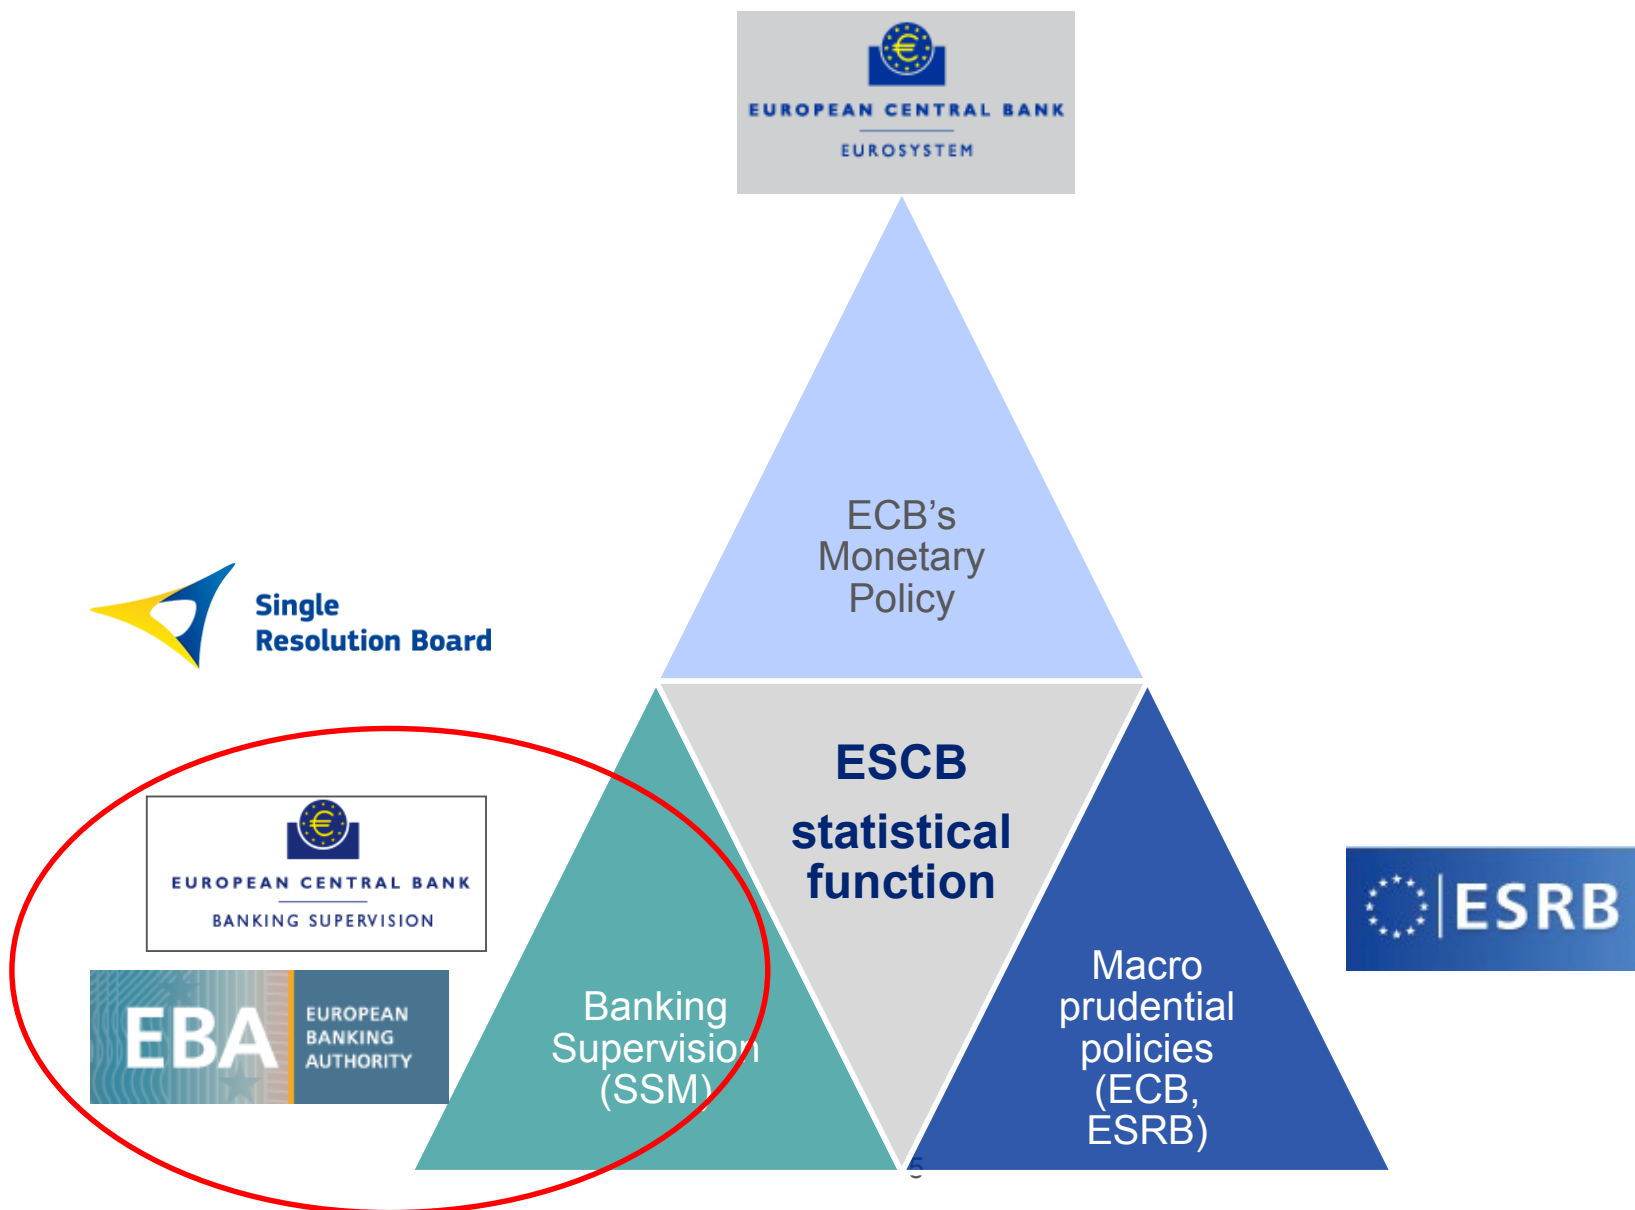 EUROPEAN CENTRAL BANK
EUROSYSTEM
ECB’s
Monetary
Policy
Single
Resolution Board
ESCB
statistical
function
EUROPEAN CENTRAL BANK
BANKING SUPERVISION
ESRB
EBA
EUROPEAN
BANKING
AUTHORITY
Banking
Supervision
(SSM)
Macro
prudential
policies
(ECB,
ESRB)
5